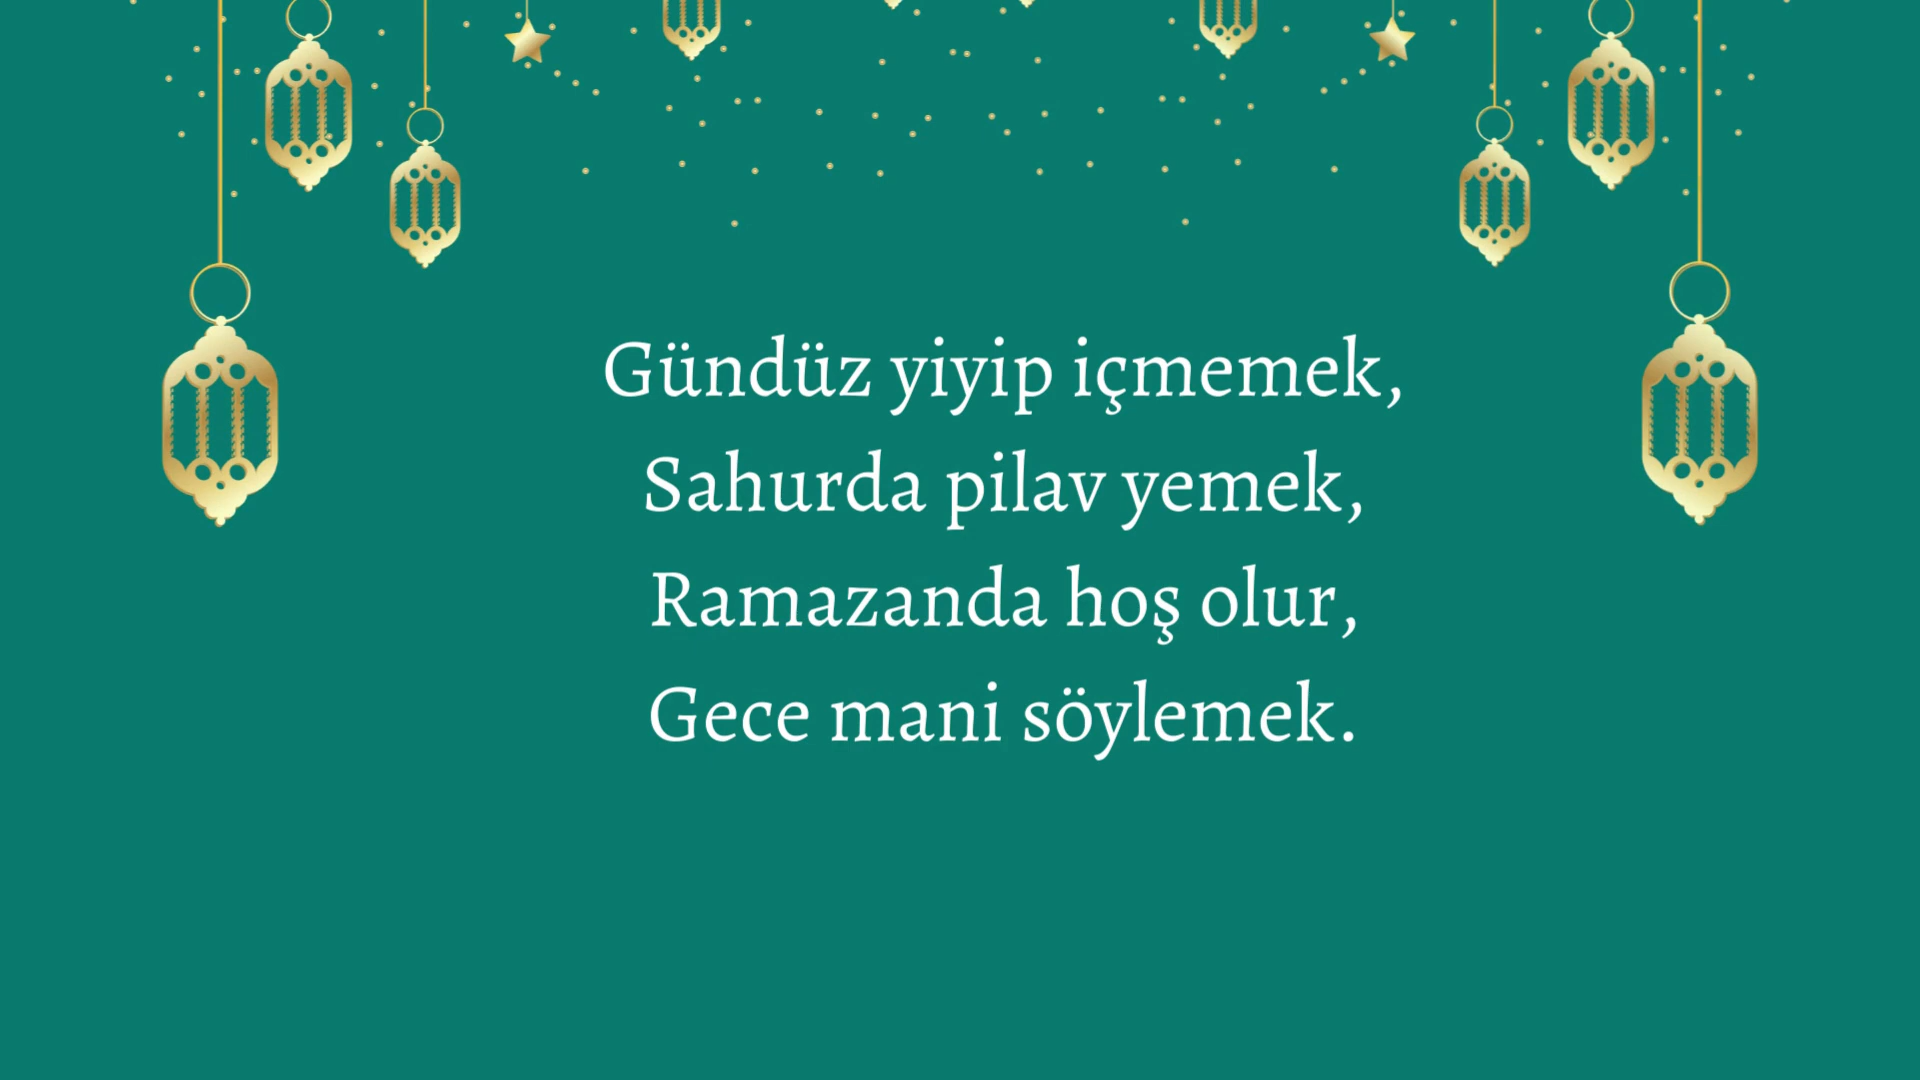 Gündüz yiyip içmemek,
Sahurda pilav yemek,
Ramazanda hoş olur,
Gece mani söylemek.